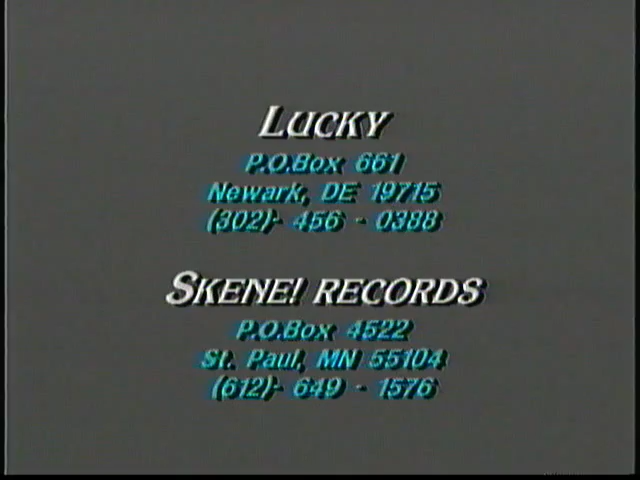 LUCKY
P.O.Box 661
Newark, DE 19715
(302)- 456 - 0388
SKENE! RECORDS
P.O.Box 4522
St. Paul, MN 55104
(612)- 649 - 1576